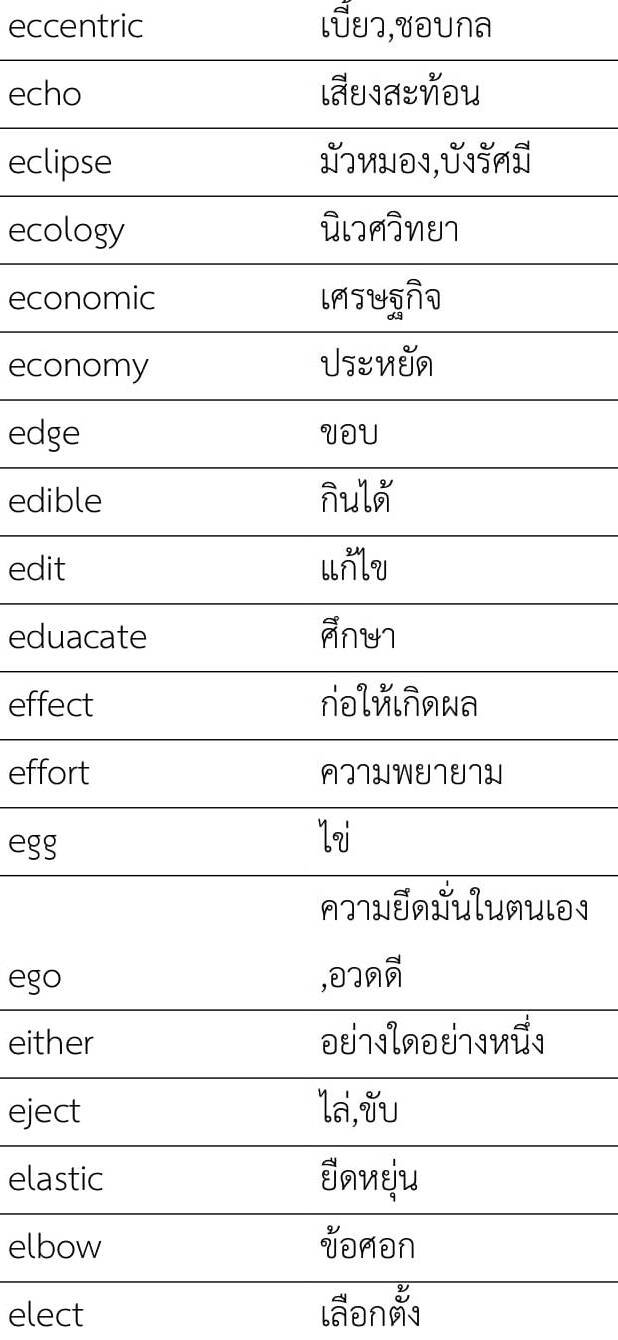 eccentric เบี้ยว,ชอบกล
echo เสียงสะท้อน
eclipse มัวหมอง,บังรัศมี
ecology นิเวศวิทยา
economic เศรษฐกิจ
economy ประหยัด
edge ขอบ
edible กินได้
edit แก้ไข
eduacate ศึกษา
effect ก่อให้เกิดผล
effort ความพยายาม
egg ไข่
ความยึดมั่นในตนเอง
ego ,อวดดี
either อย่างใดอย่างหนึ่ง
eject ไล่,ขับ
elastic ยืดหยุ่น
elbow ข้อศอก
elect เลือกตั้ง